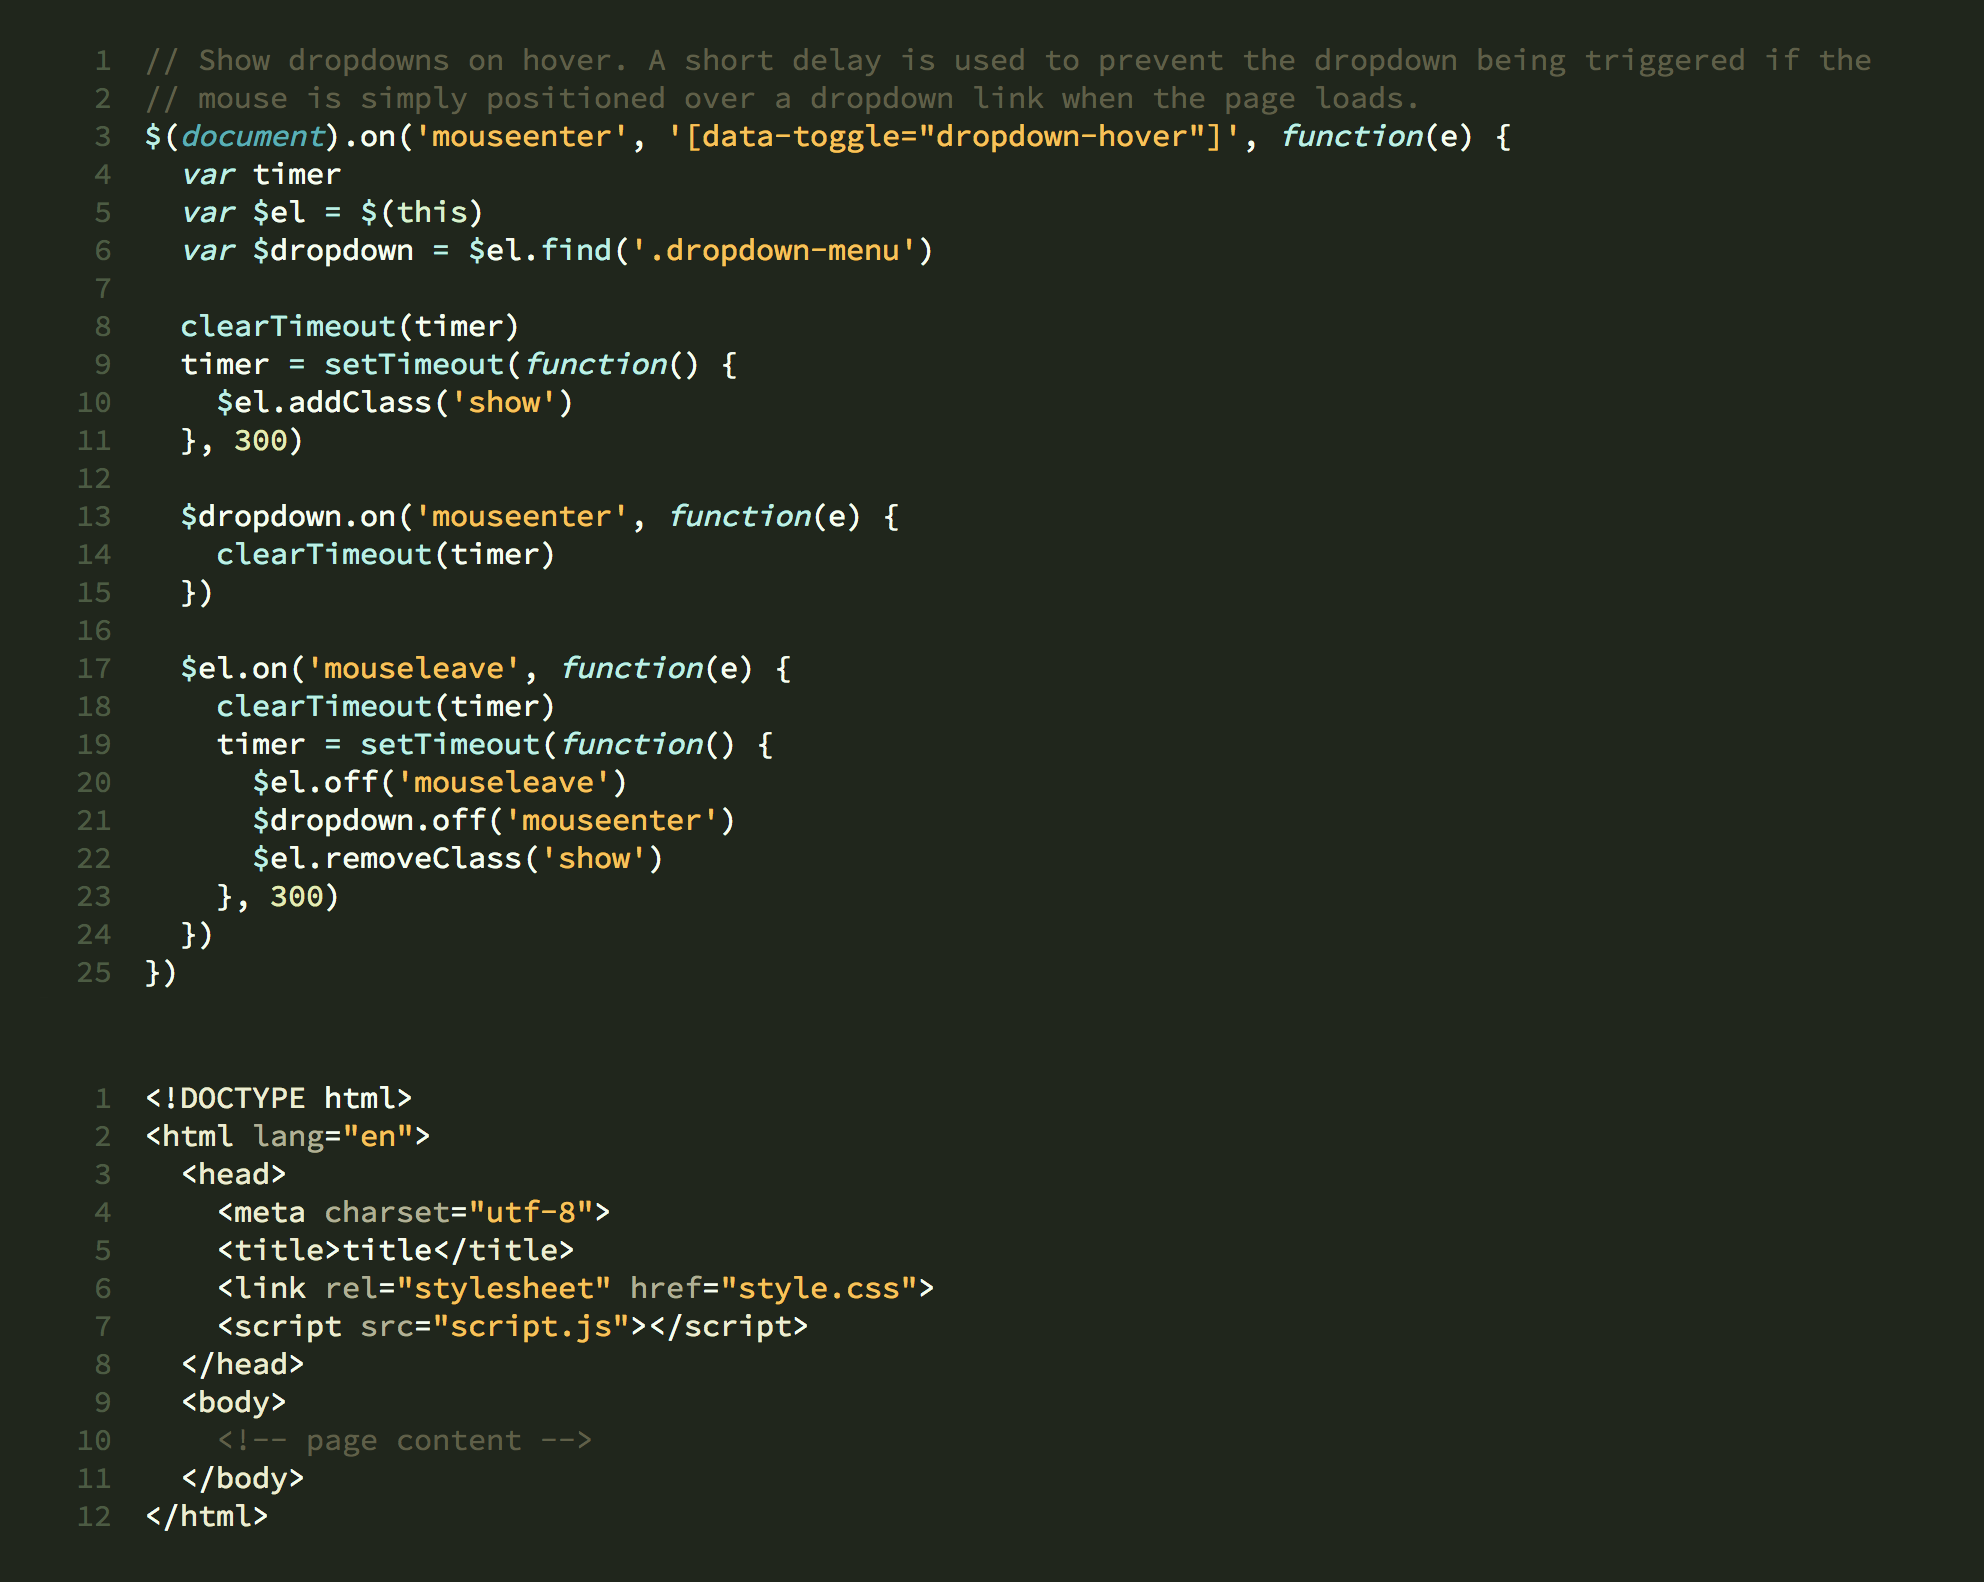 1 // Show dropdowns on hover. A short delay is used to prevent the dropdown being triggered if the
2 // mouse is simply positioned over a dropdown link when the page loads.
3 $(document).on('mouseenter', '[data-toggle="dropdown-hover"]', function(e) {
4   var timer
5   var $el = $(this)
6   var $dropdown = $el.find('.dropdown-menu')
7
8   clearTimeout(timer)
9   timer = setTimeout(function() {
10     $el.addClass('show')
11   }, 300)
12
13   $dropdown.on('mouseenter', function(e) {
14     clearTimeout(timer)
15   })
16
17   $el.on('mouseleave', function(e) {
18     clearTimeout(timer)
19     timer = setTimeout(function() {
20       $el.off('mouseleave')
21       $dropdown.off('mouseenter')
22       $el.removeClass('show')
23     }, 300)
24   })
25 })
1 <!DOCTYPE html>
2 <html lang="en">
3   <head>
4     <meta charset="utf-8">
5     <title>title</title>
6     <link rel="stylesheet" href="style.css">
7     <script src="script.js"></script>
8   </head>
9   <body>
10     <!-- page content -->
11   </body>
12 </html>